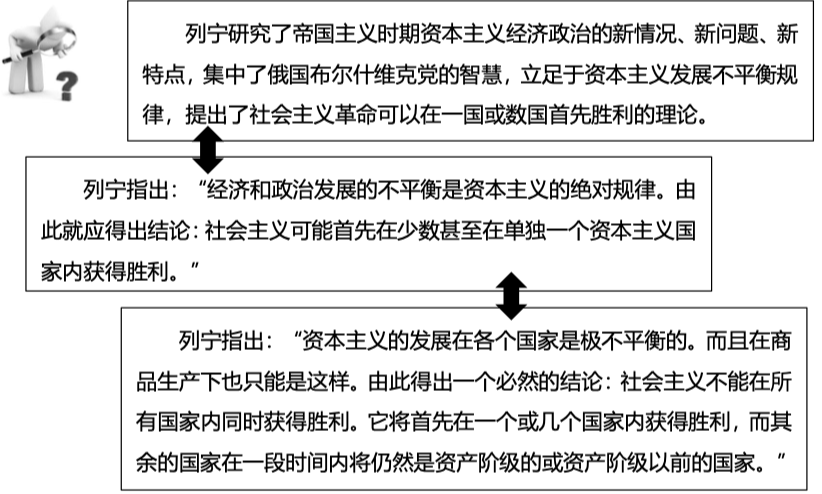 列宁研究了帝国主义时期资本主义经济政治的新情况、新问题、新
特点，集中了俄国布尔什维克党的智慧，立足于资本主义发展不平衡规
律，提出了社会主义革命可以在一国或数国首先胜利的理论。
列宁指出：“经济和政治发展的不平衡是资本主义的绝对规律。由
此就应得出结论：社会主义可能首先在少数甚至在单独一个资本主义国
家内获得胜利。”
列宁指出：“资本主义的发展在各个国家是极不平衡的。而且在商
品生产下也只能是这样。由此得出一个必然的结论：社会主义不能在所
有国家内同时获得胜利。它将首先在一个或几个国家内获得胜利，而其
余的国家在一段时间内将仍然是资产阶级的或资产阶级以前的国家。”